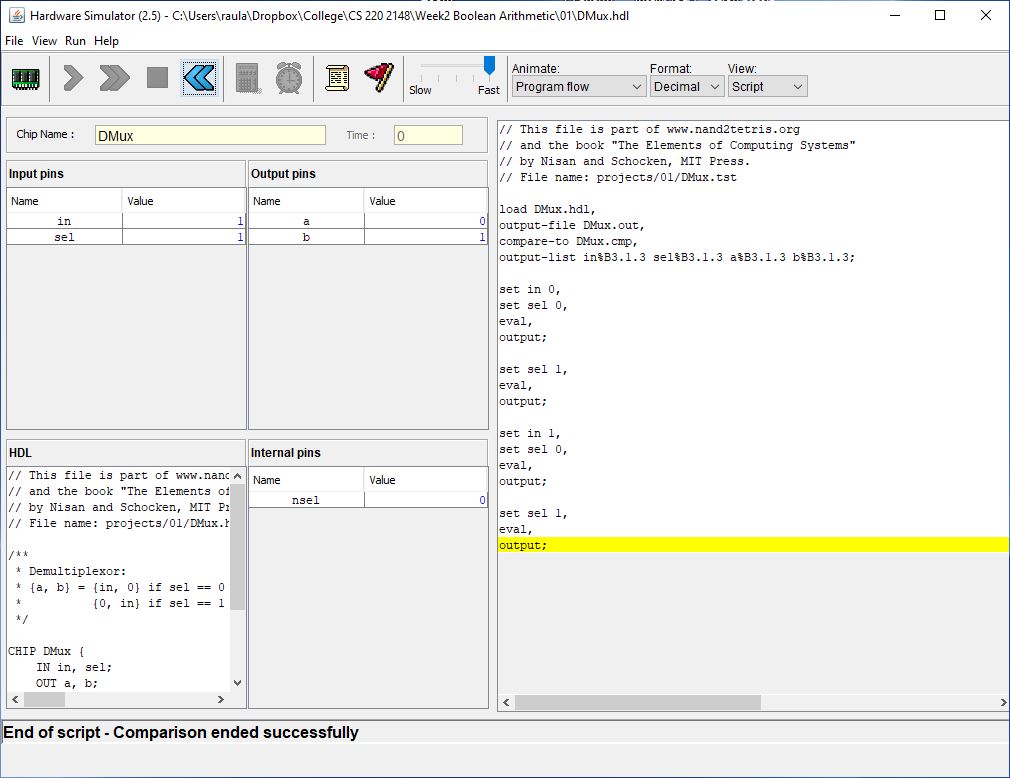 Hardware Simulator (2.5) - C:\Users\raula\Dropbox\College\CS 220 2148\Week2 Boolean Arithmetic\01\DMux.hdl
File View Run Help
Slow Fast
Animate: Format: View:
Program flow Decimal Script
Chip Name : DMux Time : 0
Input pins
Name Value
in 1
sel 1
Output pins
Name Value
a 0
b 1
HDL
// This file is part of www.nand
// and the book "The Elements of
// by Nisan and Schocken, MIT Pr
// File name: projects/01/DMux.h
/**
* Demultiplexor:
* {a, b} = {in, 0} if sel == 0
* {0, in} if sel == 1
*/
CHIP DMux {
IN in, sel;
OUT a, b;
Internal pins
Name Value
nsel 0
// This file is part of www.nand2tetris.org
// and the book "The Elements of Computing Systems"
// by Nisan and Schocken, MIT Press.
// File name: projects/01/DMux.tst
load DMux.hdl,
output-file DMux.out,
compare-to DMux.cmp,
output-list in%B3.1.3 sel%B3.1.3 a%B3.1.3 b%B3.1.3;
set in 0,
set sel 0,
eval,
output;
set sel 1,
eval,
output;
set in 1,
set sel 0,
eval,
output;
set sel 1,
eval,
output;
End of script - Comparison ended successfully